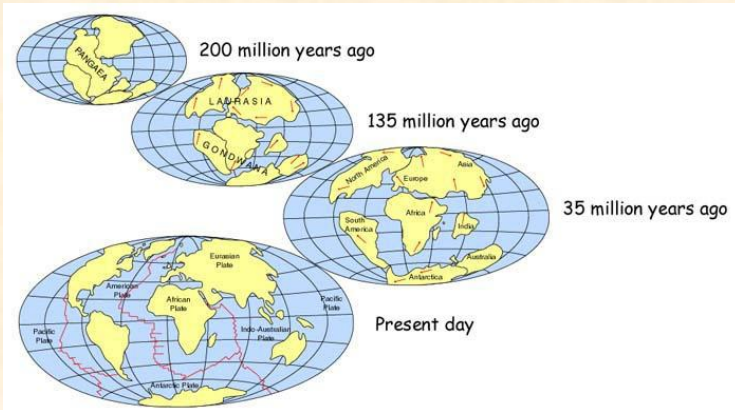 PANGAEA
200 million years ago
LAURASIA
GONDWANA
135 million years ago
North America
Europe
Asia
South
America
Africa
India
Australia
Antarctica
35 million years ago
Eurasian
Plate
American
Plate
African
Plate
Pacific
Plate
Pacific
Plate
Indo-Australian
Plate
Antarctic Plate
Present day